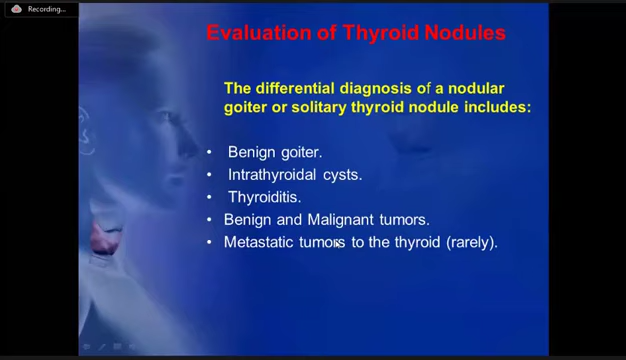 Recording...
Evaluation of Thyroid Nodules
The differential diagnosis of a nodular
goiter or solitary thyroid nodule includes:
• Benign goiter.
• Intrathyroidal cysts.
• Thyroiditis.
• Benign and Malignant tumors.
• Metastatic tumors to the thyroid (rarely).